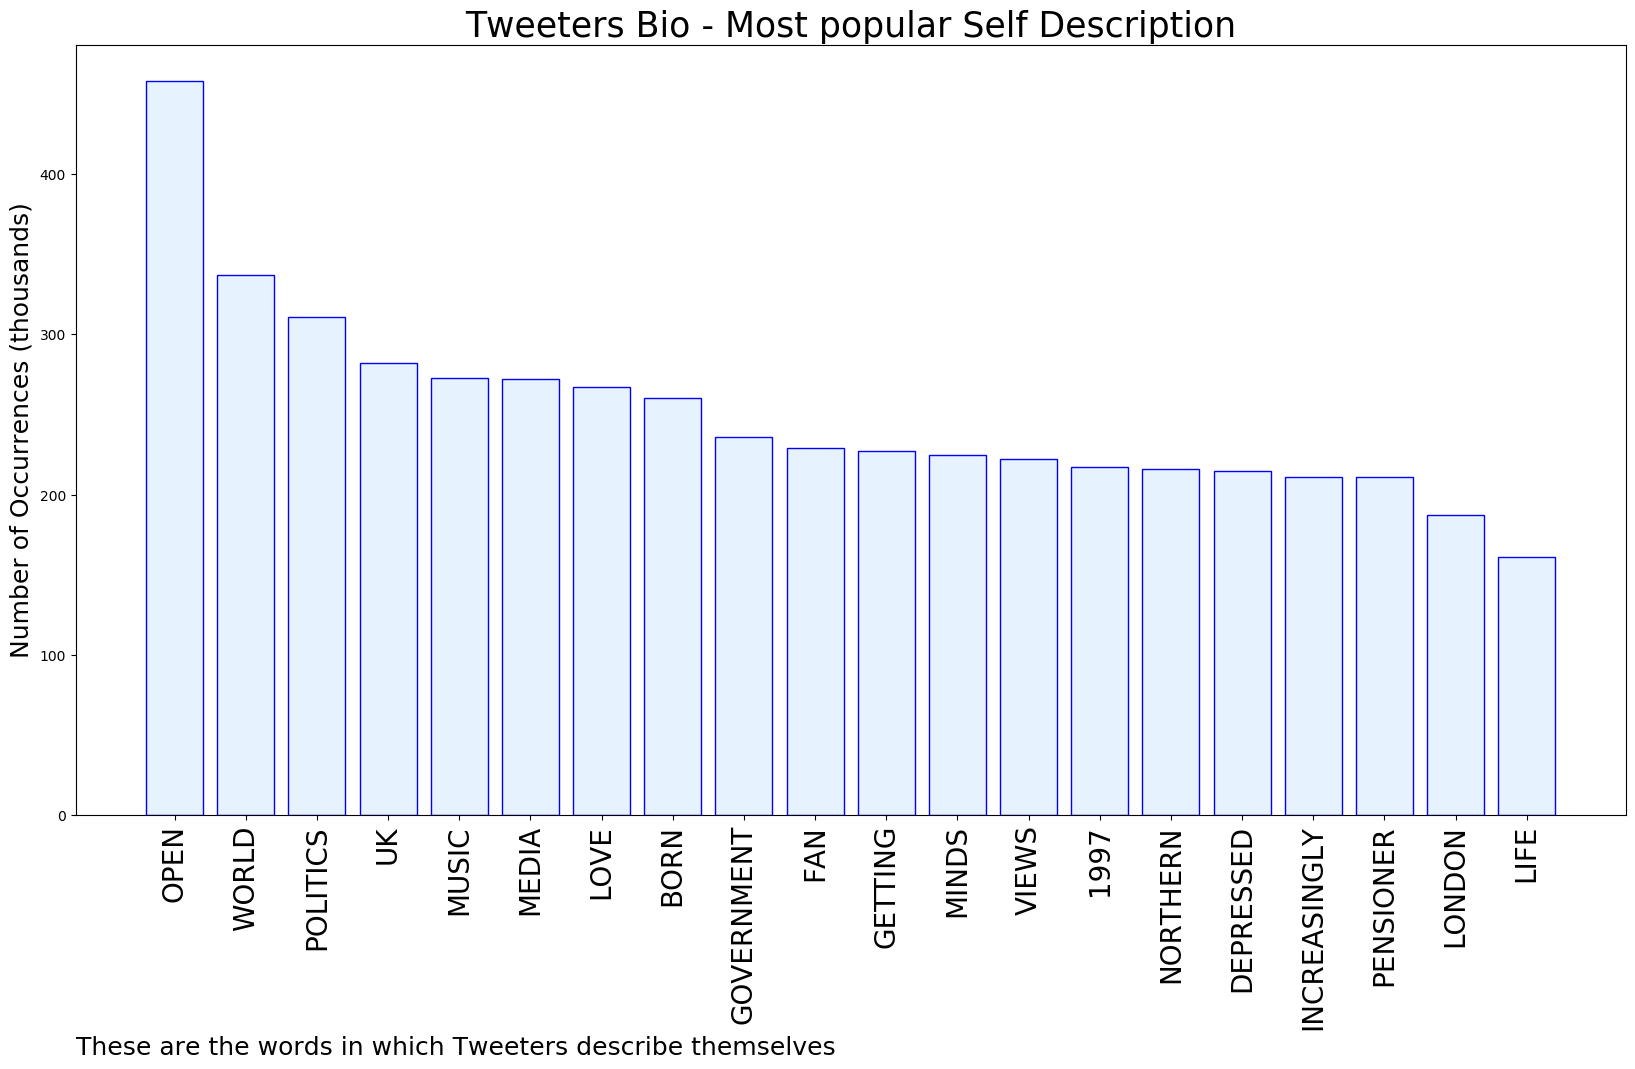 Tweeters Bio - Most popular Self Description
Number of Occurrences (thousands)
400
300
200
100
0
OPEN
WORLD
POLITICS
UK
MUSIC
MEDIA
LOVE
BORN
GOVERNMENT
FAN
GETTING
MINDS
VIEWS
1997
NORTHERN
DEPRESSED
INCREASINGLY
PENSIONER
LONDON
LIFE
These are the words in which Tweeters describe themselves